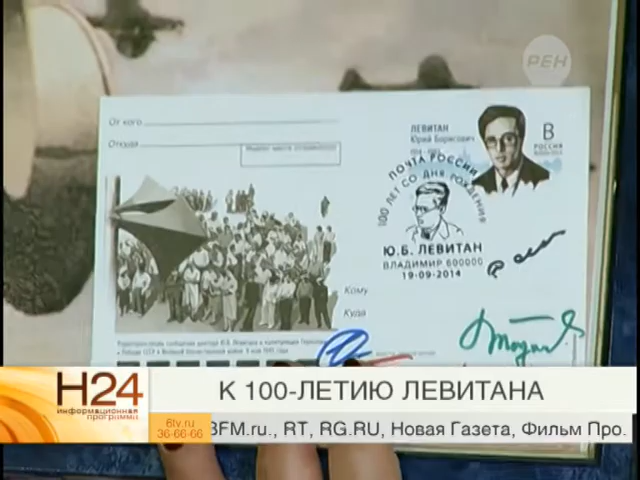 РЕН
От кого
Откуда
ЛЕВИТАН
Юрий Борисович
В
РОССИЯ
ПОЧТА РОССИИ
100 ЛЕТ СО ДНЯ РОЖДЕНИЯ
Ю.Б. ЛЕВИТАН
ВЛАДИМИР 600000
19-09-2014
Кому
Куда
Н24
информационная
программа
К 100-ЛЕТИЮ ЛЕВИТАНА
6tv.ru
36-66-66
BFM.ru., RT, RG.RU, Новая Газета, Фильм Про.